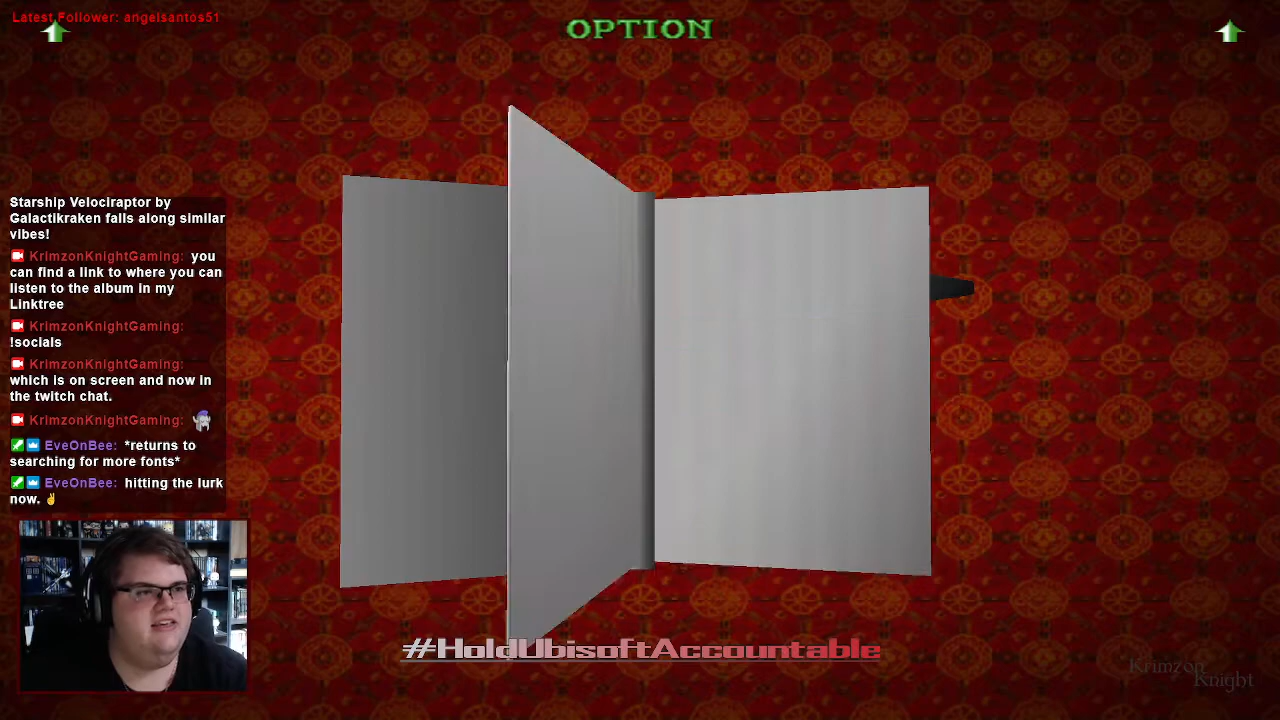 Latest Follower: angelsantos51
OPTION
Starship Velociraptor by
Galactikraken falls along similar
vibes!
KrimzonKnightGaming: you
can find a link to where you can
listen to the album in my
Linktree
KrimzonKnightGaming:
!socials
KrimzonKnightGaming:
which is on screen and now in
the twitch chat.
KrimzonKnightGaming:
EveOnBee: *returns to
searching for more fonts*
EveOnBee: hitting the lurk
now. ✌
#HoldUbisoftAccountable
Krimzon
Knight